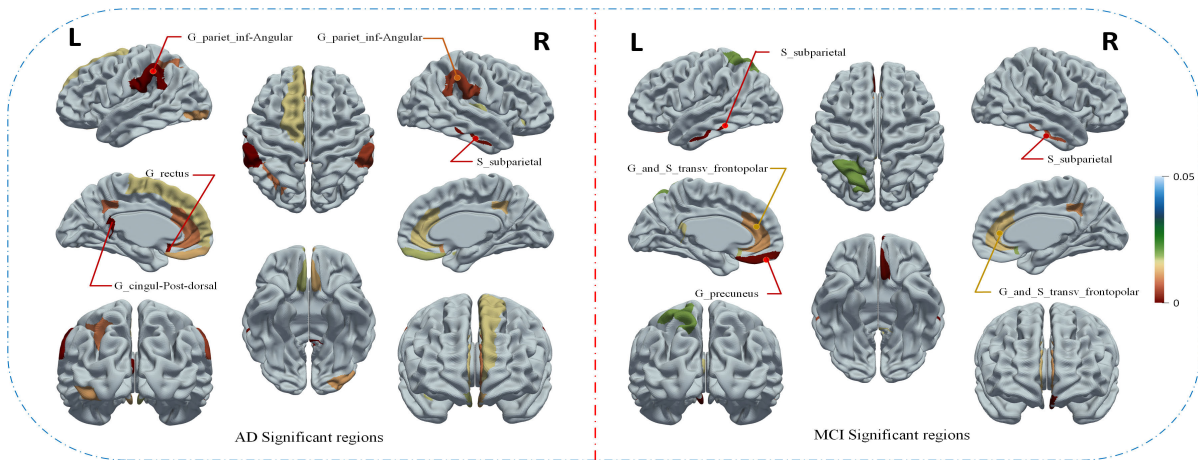 L
G_pariet_inf-Angular
G_pariet_inf-Angular
R
S_subparietal
G_rectus
G_cingul-Post-dorsal
AD Significant regions
L
S_subparietal
R
S_subparietal
G_and_S_transv_frontopolar
G_precuneus
G_and_S_transv_frontopolar
MCI Significant regions
0.05
0